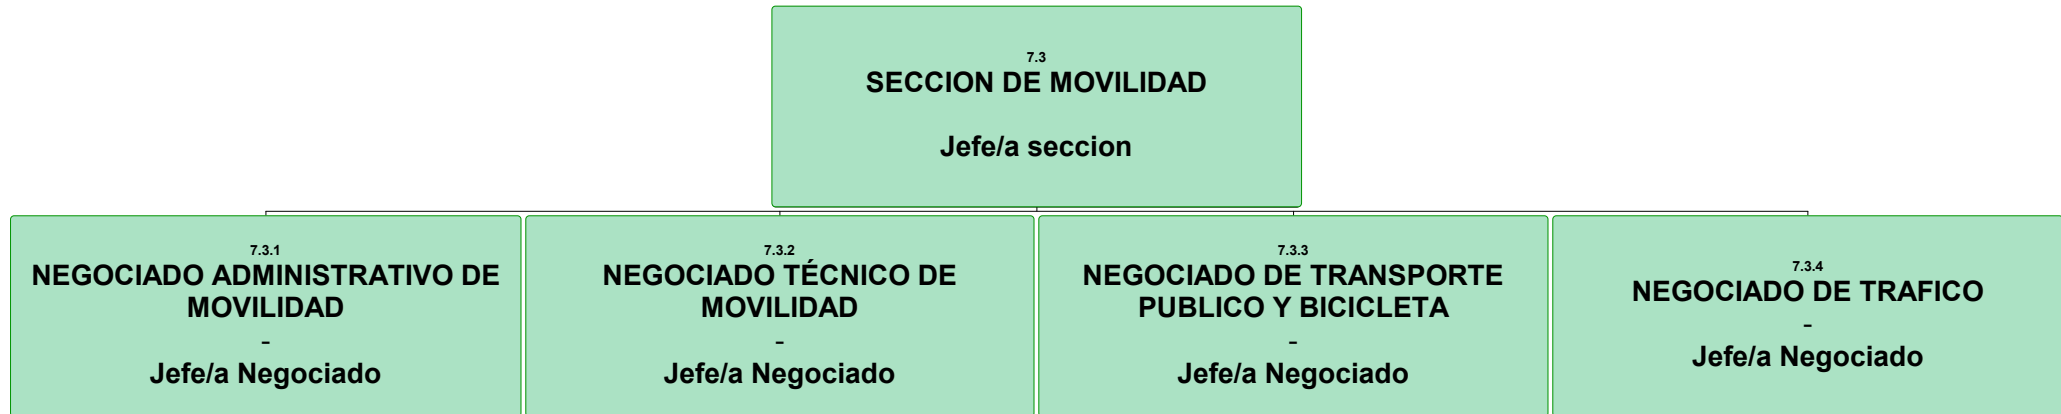 7.3
SECCION DE MOVILIDAD
Jefe/a seccion
7.3.1
NEGOCIADO ADMINISTRATIVO DE
MOVILIDAD
-
Jefe/a Negociado
7.3.2
NEGOCIADO TÉCNICO DE
MOVILIDAD
-
Jefe/a Negociado
7.3.3
NEGOCIADO DE TRANSPORTE
PUBLICO Y BICICLETA
-
Jefe/a Negociado
7.3.4
NEGOCIADO DE TRAFICO
-
Jefe/a Negociado